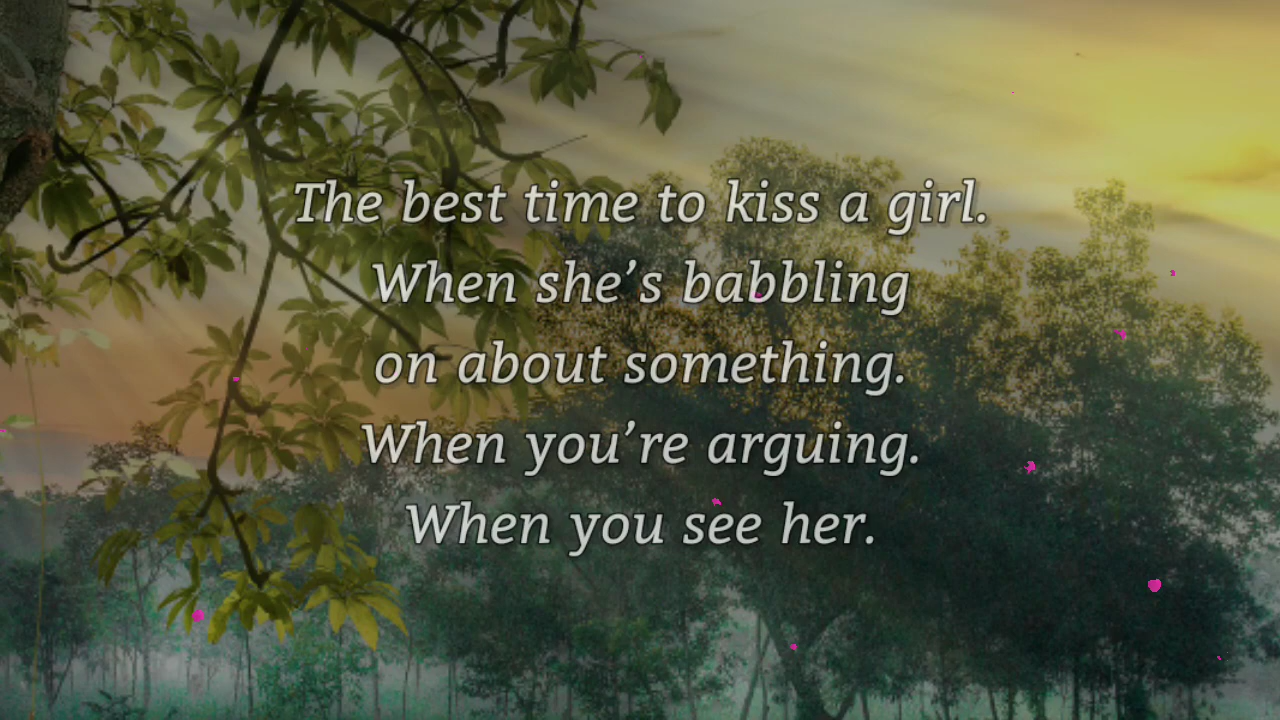 The best time to kiss a girl.
When she’s babbling
on about something.
When you’re arguing.
When you see her.